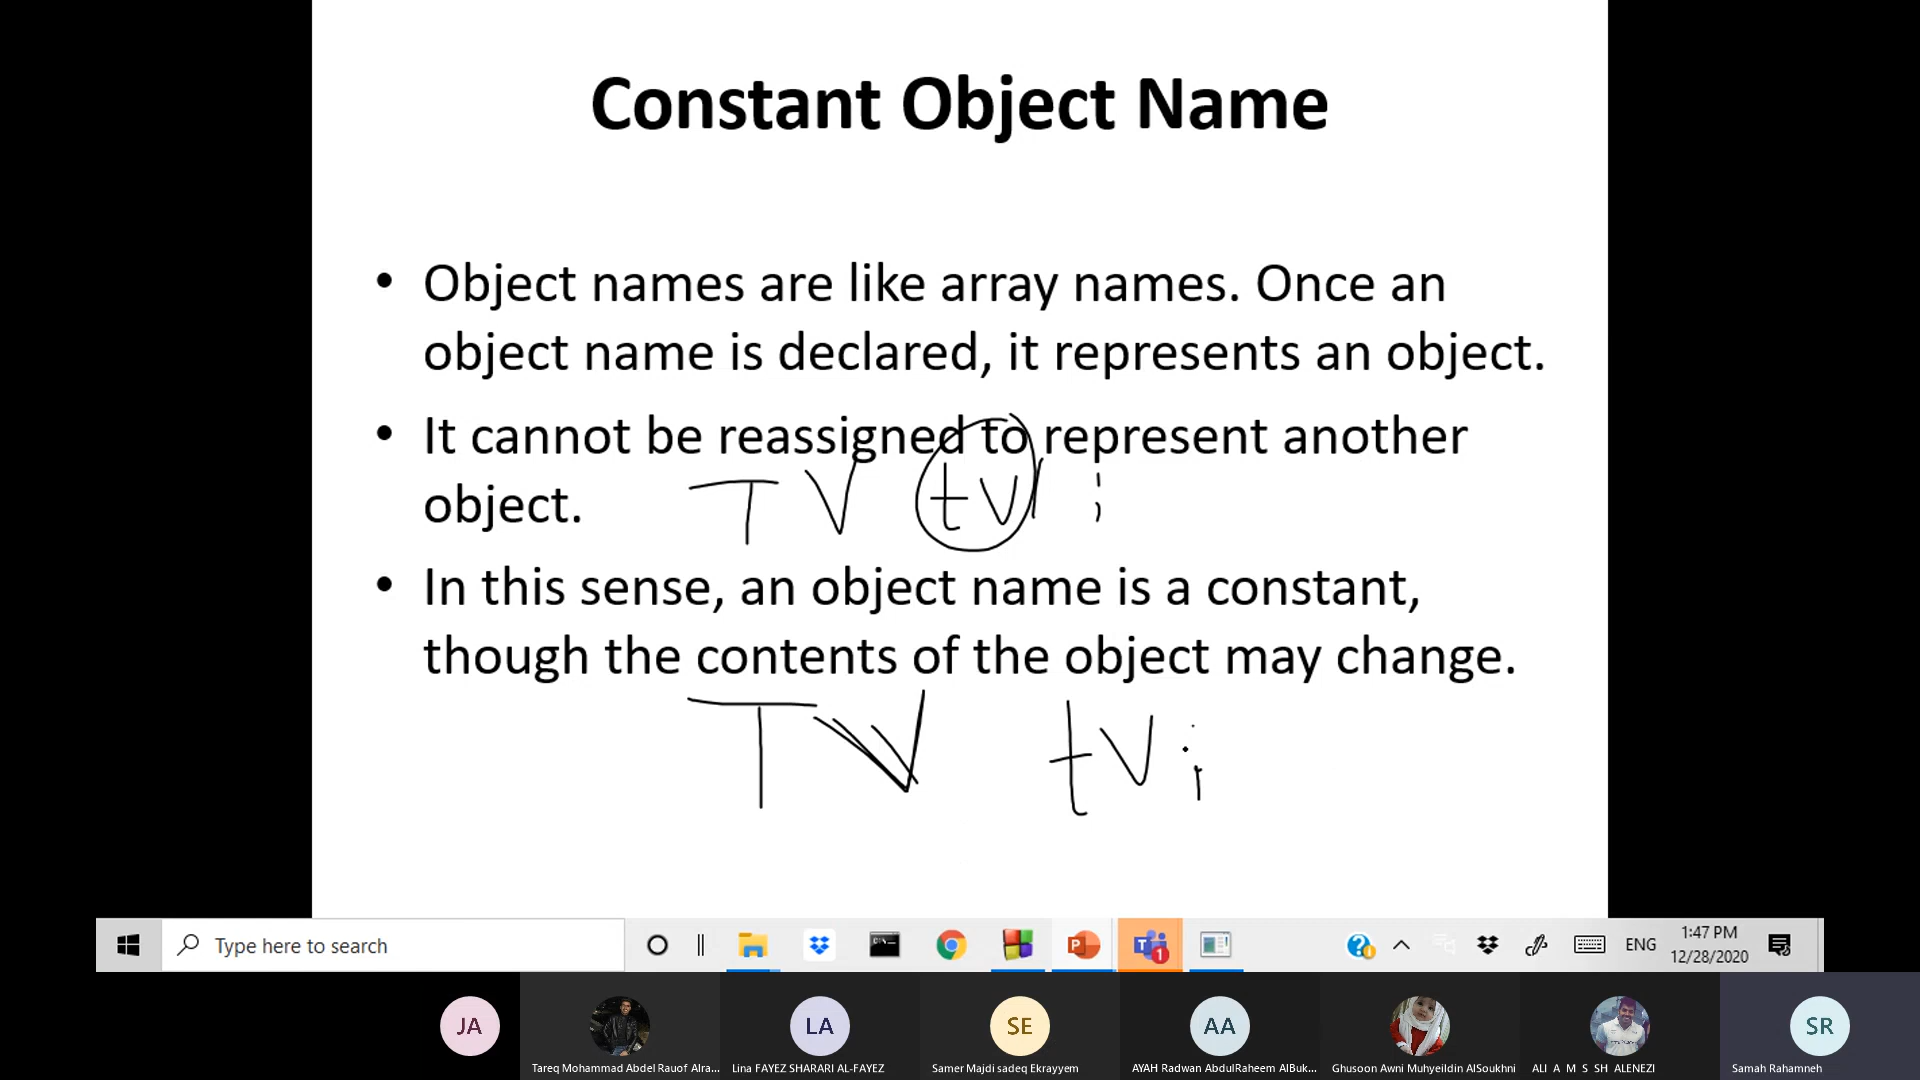 Constant Object Name
• Object names are like array names. Once an
object name is declared, it represents an object.
• It cannot be reassigned to represent another
object.
TV tv1 ;
• In this sense, an object name is a constant,
though the contents of the object may change.
TV tv ;
Type here to search
ENG
1:47 PM
12/28/2020
1
JA
LA
SE
AA
SR
Tareq Mohammad Abdel Rauof Alra...
Lina FAYEZ SHARARI AL-FAYEZ
Samer Majdi sadeq Ekrayyem
AYAH Radwan AbdulRaheem AlBuk...
Ghusoon Awni Muhyeildin AlSoukhni
ALI A M S SH ALENEZI
Samah Rahamneh